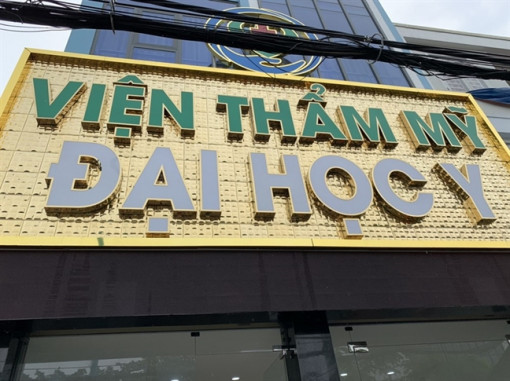 VIỆN THẨM MỸ
ĐẠI HỌC Y